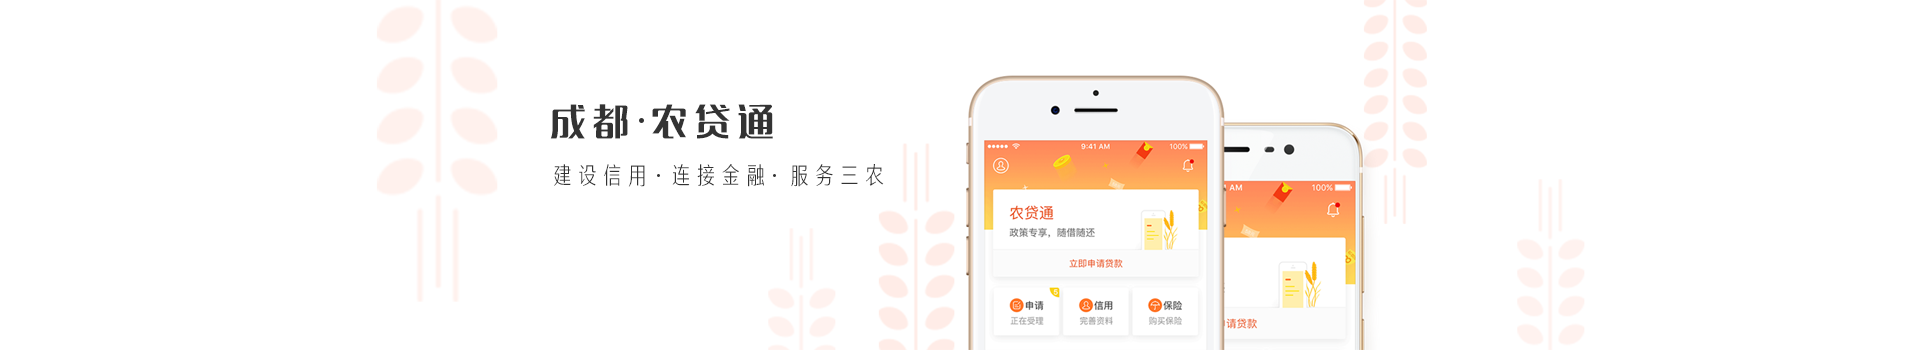 成都·农贷通
建设信用·连接金融·服务三农
9:41 AM 100%
农贷通
政策专享，随借随还
立即申请贷款
申请 信用 保险
正在受理 完善资料 购买保险
AM 100%
请贷款